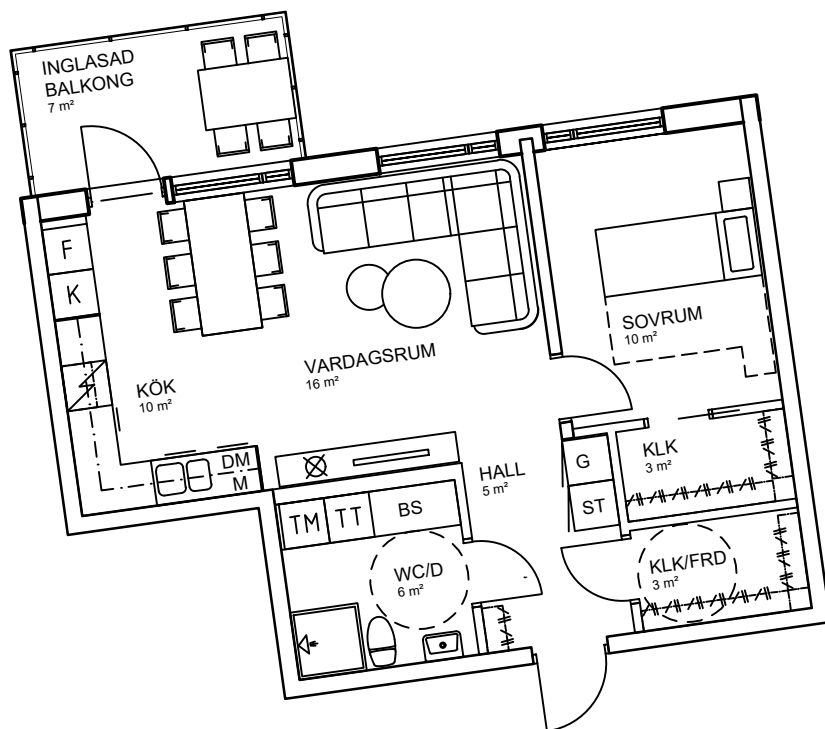 INGLASAD
BALKONG
7 m²
F
K
KÖK
10 m²
VARDAGSRUM
16 m²
SOVRUM
10 m²
DM
M
HALL
5 m²
G
ST
KLK
3 m²
TM
TT
BS
WC/D
6 m²
KLK/FRD
3 m²